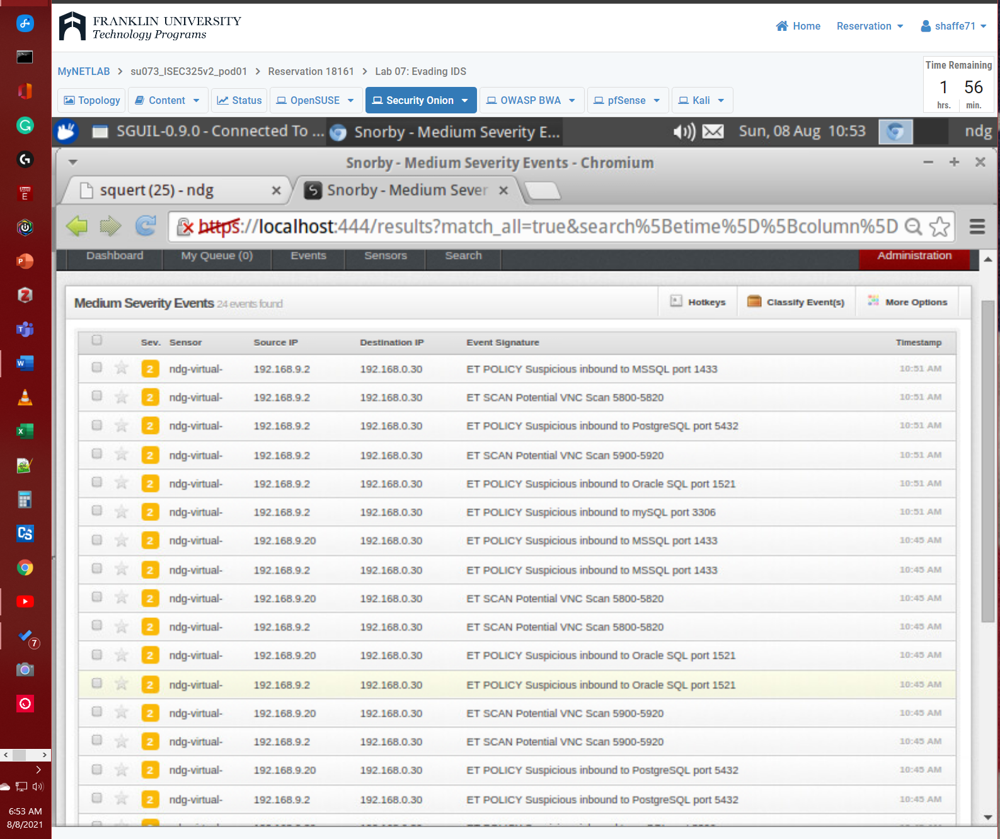 FRANKLIN UNIVERSITY
Technology Programs
Home Reservation shaffe71
MyNETLAB > su073_ISEC325v2_pod01 > Reservation 18161 > Lab 07: Evading IDS
Time Remaining
1 56
hrs. min.
Topology Content Status OpenSUSE Security Onion OWASP BWA pfSense Kali
SGUIL-0.9.0 - Connected To ... Snorby - Medium Severity E... Sun, 08 Aug 10:53 ndg
Snorby - Medium Severity Events - Chromium
squert (25) - ndg Snorby - Medium Sever
https://localhost:444/results?match_all=true&search%5Betime%5D%5Bcolumn%5D
Dashboard My Queue (0) Events Sensors Search Administration
Medium Severity Events 24 events found Hotkeys Classify Event(s) More Options
Sev. Sensor Source IP Destination IP Event Signature Timestamp
2 ndg-virtual- 192.168.9.2 192.168.0.30 ET POLICY Suspicious inbound to MSSQL port 1433 10:51 AM
2 ndg-virtual- 192.168.9.2 192.168.0.30 ET SCAN Potential VNC Scan 5800-5820 10:51 AM
2 ndg-virtual- 192.168.9.2 192.168.0.30 ET POLICY Suspicious inbound to PostgreSQL port 5432 10:51 AM
2 ndg-virtual- 192.168.9.2 192.168.0.30 ET SCAN Potential VNC Scan 5900-5920 10:51 AM
2 ndg-virtual- 192.168.9.2 192.168.0.30 ET POLICY Suspicious inbound to Oracle SQL port 1521 10:51 AM
2 ndg-virtual- 192.168.9.2 192.168.0.30 ET POLICY Suspicious inbound to mySQL port 3306 10:51 AM
2 ndg-virtual- 192.168.9.20 192.168.0.30 ET POLICY Suspicious inbound to MSSQL port 1433 10:45 AM
2 ndg-virtual- 192.168.9.2 192.168.0.30 ET POLICY Suspicious inbound to MSSQL port 1433 10:45 AM
2 ndg-virtual- 192.168.9.20 192.168.0.30 ET SCAN Potential VNC Scan 5800-5820 10:45 AM
2 ndg-virtual- 192.168.9.2 192.168.0.30 ET SCAN Potential VNC Scan 5800-5820 10:45 AM
2 ndg-virtual- 192.168.9.20 192.168.0.30 ET POLICY Suspicious inbound to Oracle SQL port 1521 10:45 AM
2 ndg-virtual- 192.168.9.2 192.168.0.30 ET POLICY Suspicious inbound to Oracle SQL port 1521 10:45 AM
2 ndg-virtual- 192.168.9.20 192.168.0.30 ET SCAN Potential VNC Scan 5900-5920 10:45 AM
2 ndg-virtual- 192.168.9.2 192.168.0.30 ET SCAN Potential VNC Scan 5900-5920 10:45 AM
2 ndg-virtual- 192.168.9.20 192.168.0.30 ET POLICY Suspicious inbound to PostgreSQL port 5432 10:45 AM
2 ndg-virtual- 192.168.9.2 192.168.0.30 ET POLICY Suspicious inbound to PostgreSQL port 5432 10:45 AM
7
6:53 AM
8/8/2021